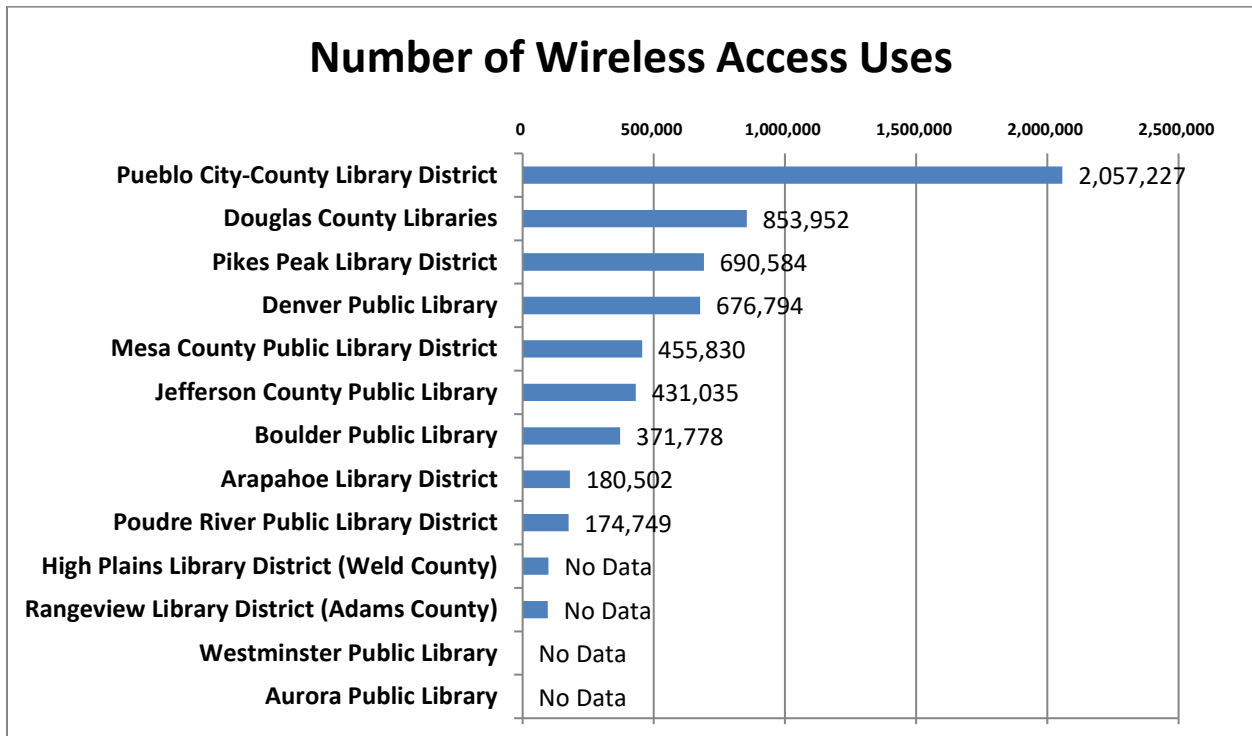 Number of Wireless Access Uses
0 500,000 1,000,000 1,500,000 2,000,000 2,500,000
Pueblo City-County Library District 2,057,227
Douglas County Libraries 853,952
Pikes Peak Library District 690,584
Denver Public Library 676,794
Mesa County Public Library District 455,830
Jefferson County Public Library 431,035
Boulder Public Library 371,778
Arapahoe Library District 180,502
Poudre River Public Library District 174,749
High Plains Library District (Weld County) No Data
Rangeview Library District (Adams County) No Data
Westminster Public Library No Data
Aurora Public Library No Data